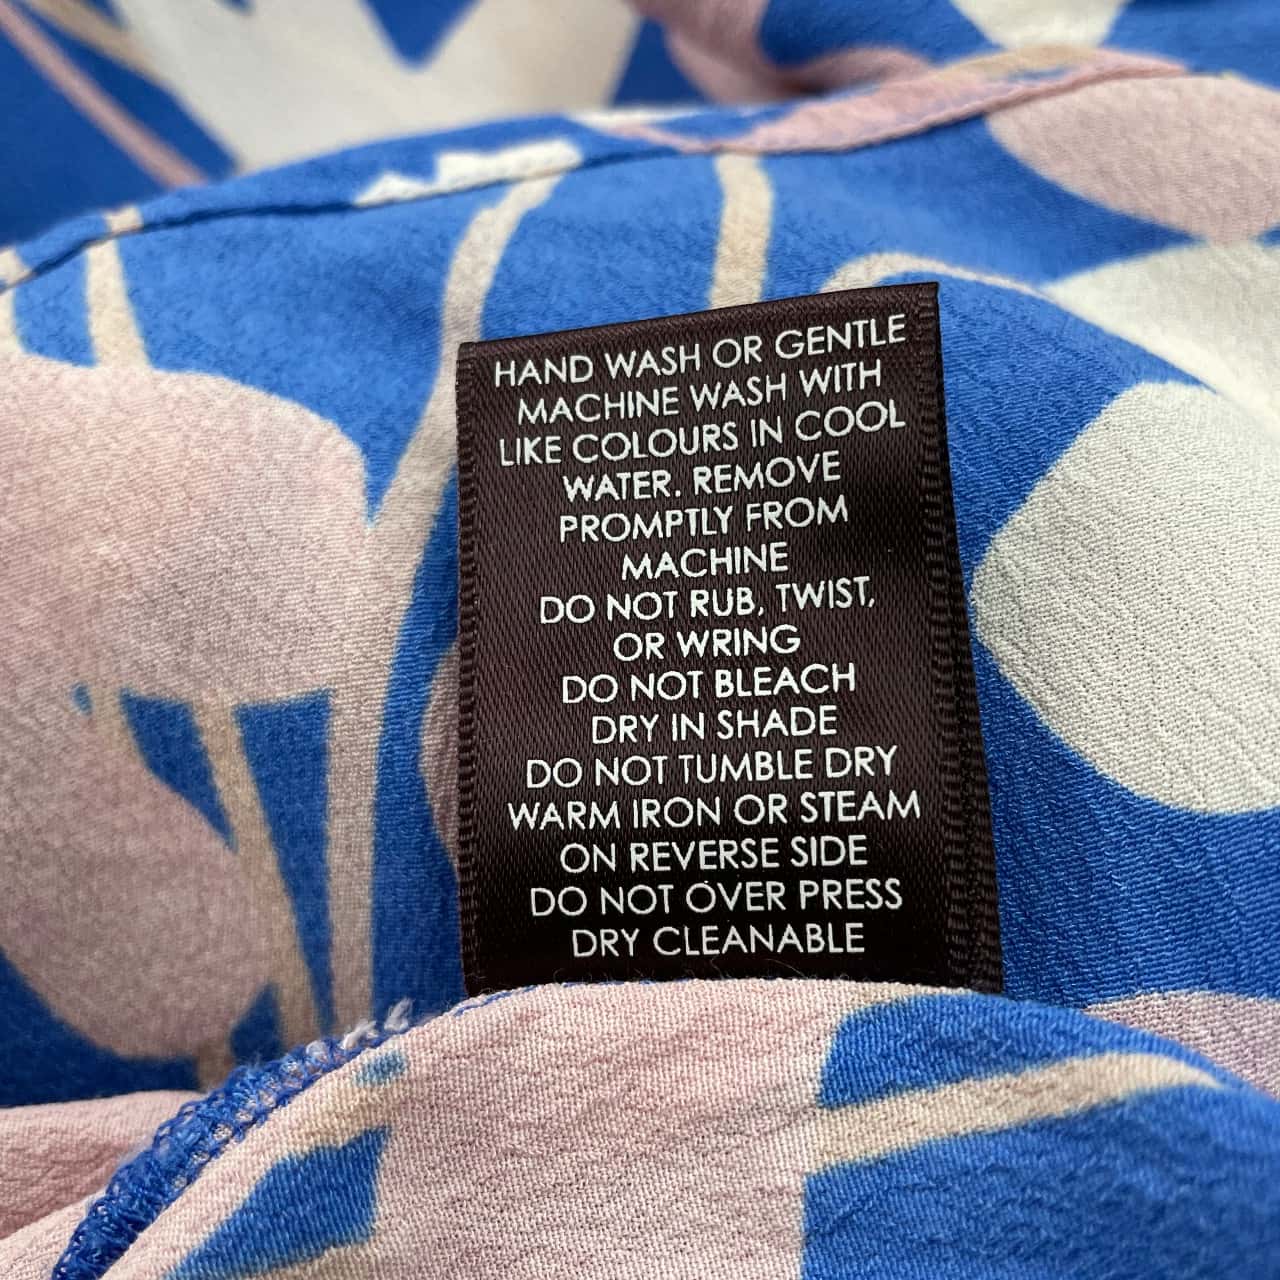 HAND WASH OR GENTLE
MACHINE WASH WITH
LIKE COLOURS IN COOL
WATER. REMOVE
PROMPTLY FROM
MACHINE
DO NOT RUB, TWIST,
OR WRING
DO NOT BLEACH
DRY IN SHADE
DO NOT TUMBLE DRY
WARM IRON OR STEAM
ON REVERSE SIDE
DO NOT OVER PRESS
DRY CLEANABLE